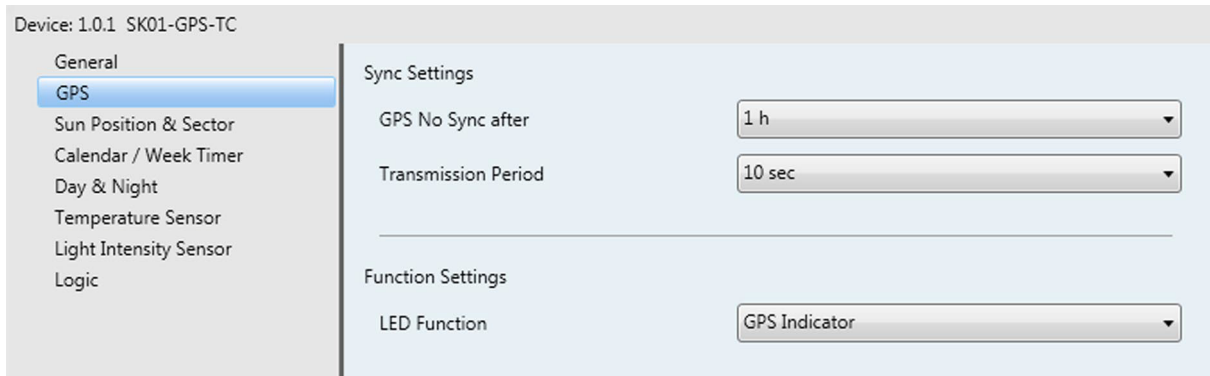 Device: 1.0.1 SK01-GPS-TC
General
GPS
Sun Position & Sector
Calendar / Week Timer
Day & Night
Temperature Sensor
Light Intensity Sensor
Logic
Sync Settings
GPS No Sync after 1 h
Transmission Period 10 sec
Function Settings
LED Function GPS Indicator